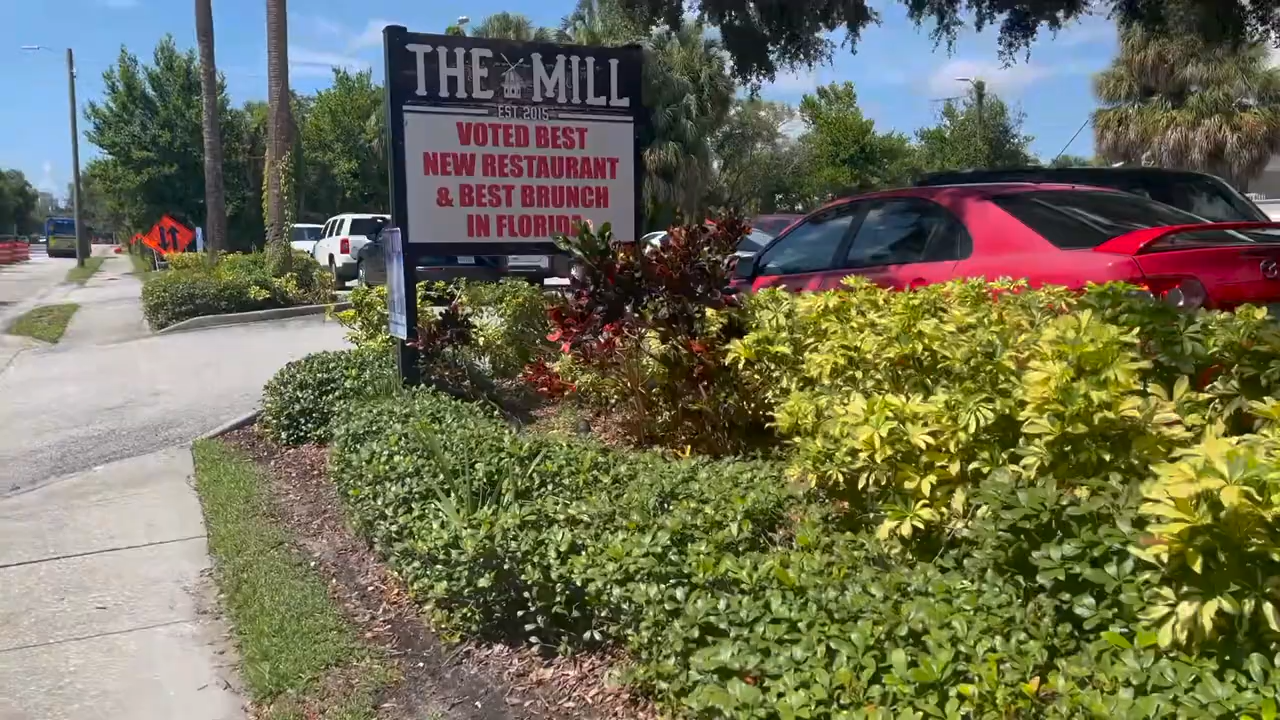 THE MILL
EST. 2015
VOTED BEST
NEW RESTAURANT
& BEST BRUNCH
IN FLORIDA